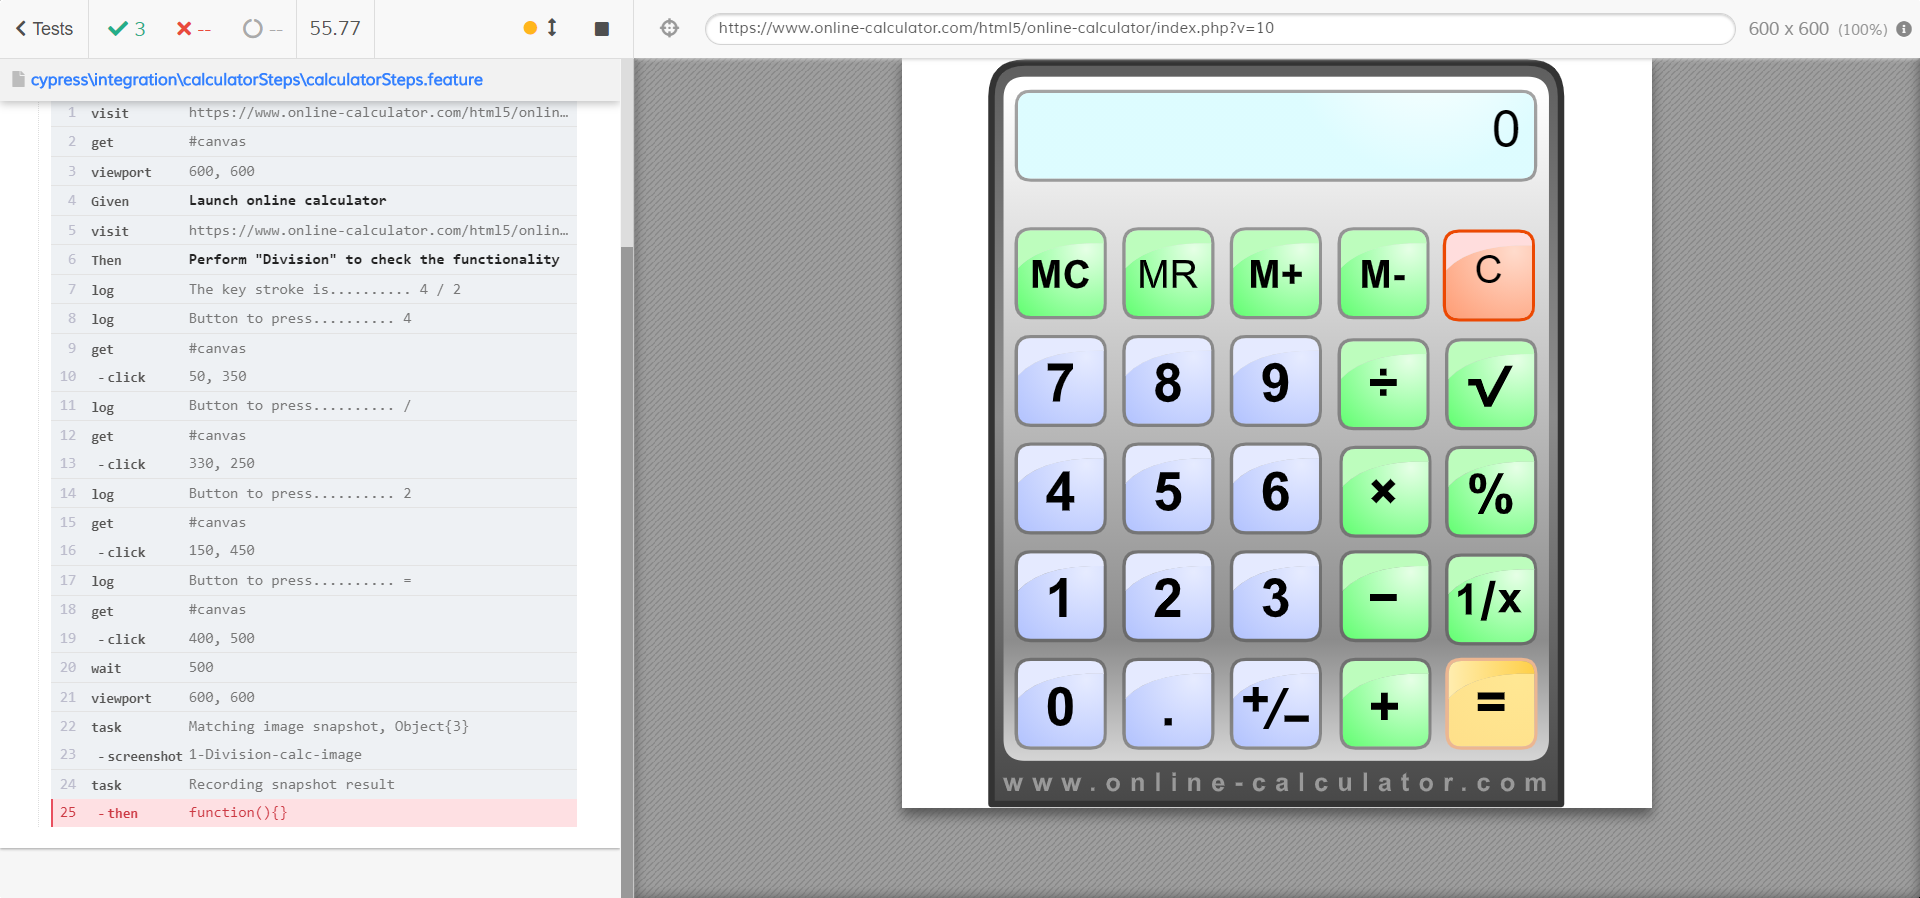 Tests
3
--
--
55.77
https://www.online-calculator.com/html5/online-calculator/index.php?v=10
600 x 600 (100%)
cypress\integration\calculatorSteps\calculatorSteps.feature
1 visit https://www.online-calculator.com/html5/onlin…
2 get #canvas
3 viewport 600, 600
4 Given Launch online calculator
5 visit https://www.online-calculator.com/html5/onlin…
6 Then Perform "Division" to check the functionality
7 log The key stroke is.......... 4 / 2
8 log Button to press.......... 4
9 get #canvas
10 -click 50, 350
11 log Button to press.......... /
12 get #canvas
13 -click 330, 250
14 log Button to press.......... 2
15 get #canvas
16 -click 150, 450
17 log Button to press.......... =
18 get #canvas
19 -click 400, 500
20 wait 500
21 viewport 600, 600
22 task Matching image snapshot, Object{3}
23 -screenshot 1-Division-calc-image
24 task Recording snapshot result
25 -then function(){}
0
MC MR M+ M- C
7 8 9 ÷ √
4 5 6 × %
1 2 3 − 1/x
0 . +/− + =
www.online-calculator.com